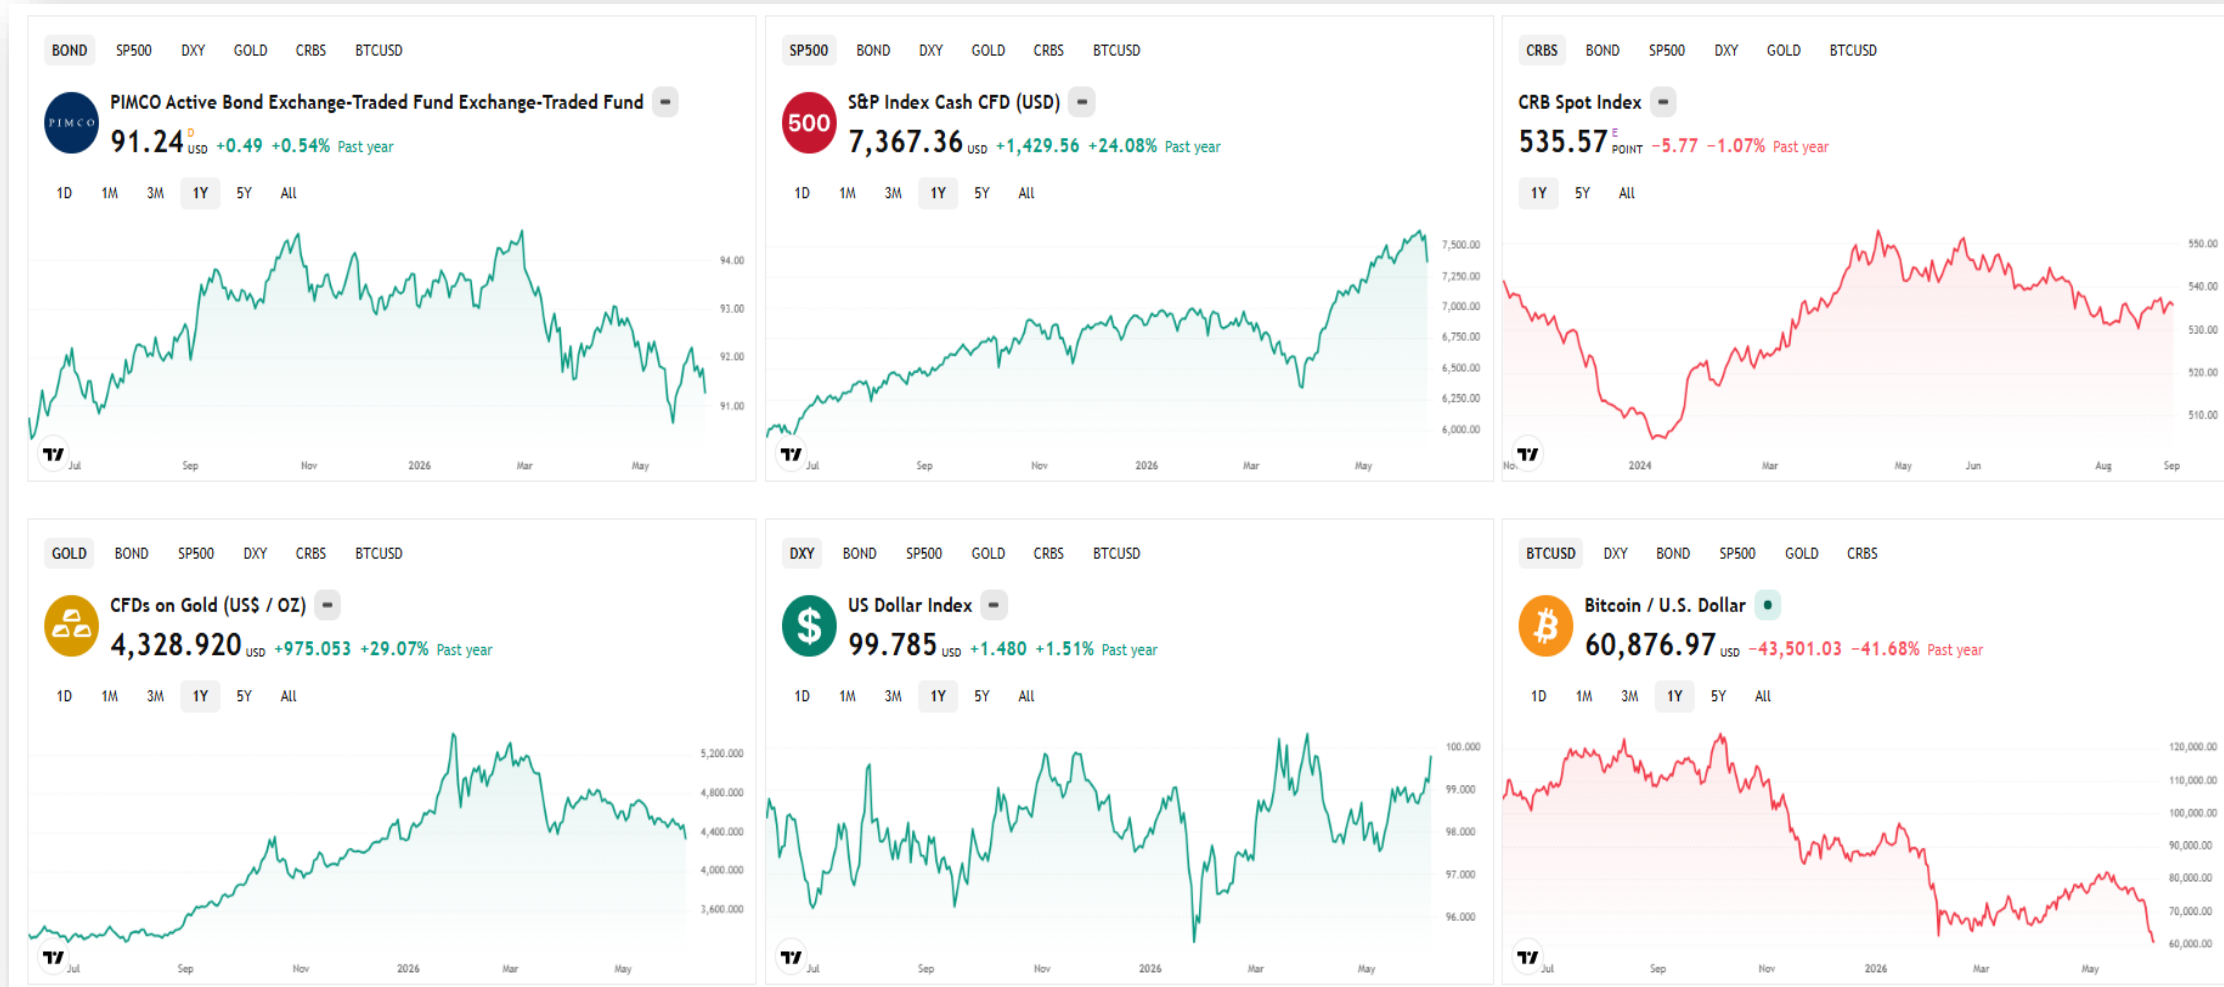 BOND SP500 DXY GOLD CRBS BTCUSD
PIMCO
PIMCO Active Bond Exchange-Traded Fund Exchange-Traded Fund
91.24 D USD +0.49 +0.54% Past year
1D 1M 3M 1Y 5Y All
94.00
93.00
92.00
91.00
Jul Sep Nov 2026 Mar May
SP500 BOND DXY GOLD CRBS BTCUSD
500
S&P Index Cash CFD (USD)
7,367.36 USD +1,429.56 +24.08% Past year
1D 1M 3M 1Y 5Y All
7,500.00
7,250.00
7,000.00
6,750.00
6,500.00
6,250.00
6,000.00
Jul Sep Nov 2026 Mar May
CRBS BOND SP500 DXY GOLD BTCUSD
CRB Spot Index
535.57 E POINT −5.77 −1.07% Past year
1Y 5Y All
550.00
540.00
530.00
520.00
510.00
2024 Mar May Jun Aug Sep
GOLD BOND SP500 DXY CRBS BTCUSD
CFDs on Gold (US$ / OZ)
4,328.920 USD +975.053 +29.07% Past year
1D 1M 3M 1Y 5Y All
5,200.000
4,800.000
4,400.000
4,000.000
3,600.000
Jul Sep Nov 2026 Mar May
DXY BOND SP500 GOLD CRBS BTCUSD
$
US Dollar Index
99.785 USD +1.480 +1.51% Past year
1D 1M 3M 1Y 5Y All
100.000
99.000
98.000
97.000
96.000
Jul Sep Nov 2026 Mar May
BTCUSD DXY BOND SP500 GOLD CRBS
Bitcoin / U.S. Dollar
60,876.97 USD −43,501.03 −41.68% Past year
1D 1M 3M 1Y 5Y All
120,000.00
110,000.00
100,000.00
90,000.00
80,000.00
70,000.00
60,000.00
Jul Sep Nov 2026 Mar May